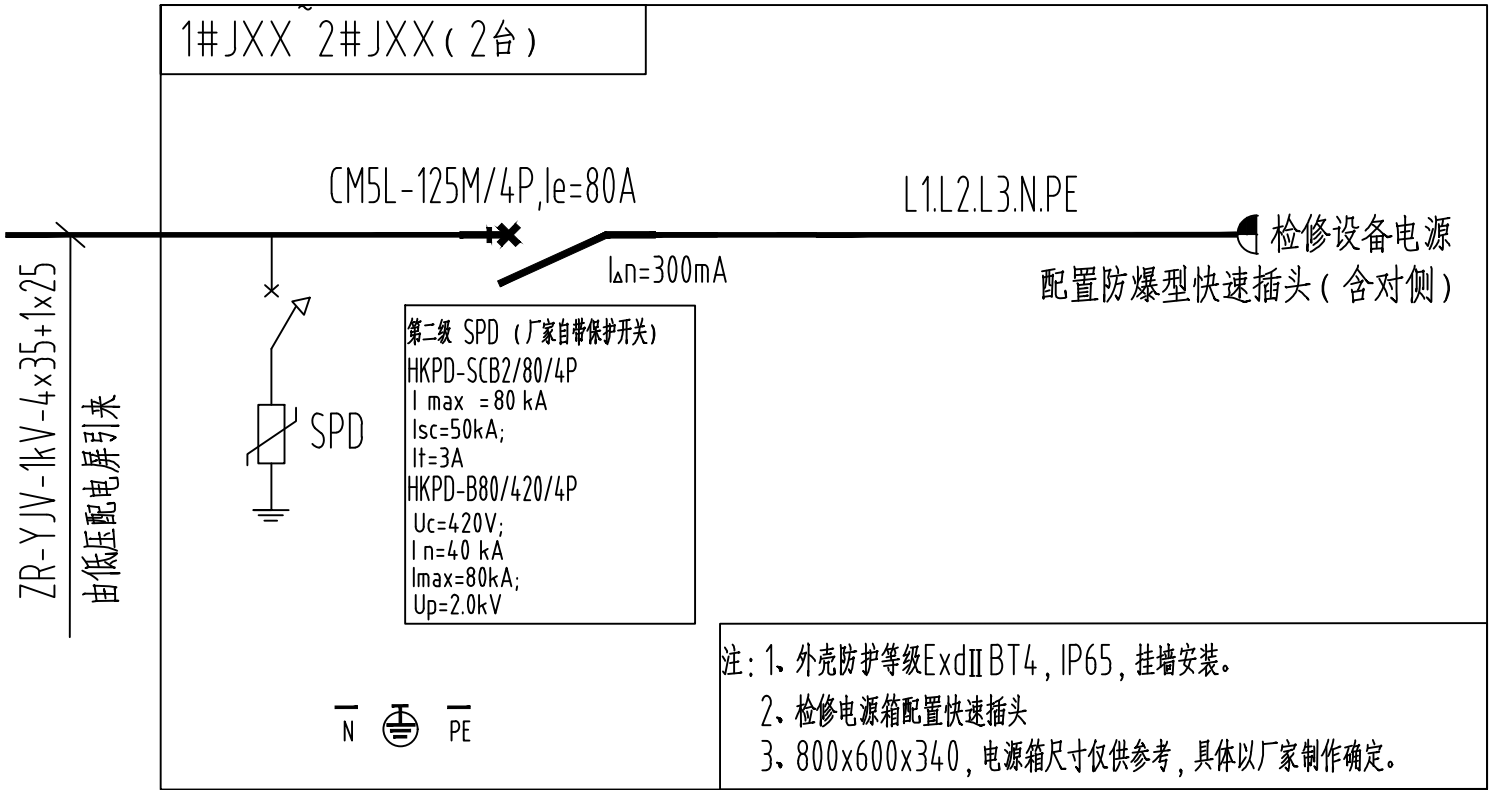 1#JXX~2#JXX(2台)
CM5L-125M/4P,Ie=80A
L1.L2.L3.N.PE
I△n=300mA
检修设备电源
配置防爆型快速插头(含对侧)
ZR-YJV-1kV-4x35+1x25
由低压配电屏引来
SPD
第二级 SPD (厂家自带保护开关)
HKPD-SCB2/80/4P
I max =80 kA
Isc=50kA;
It=3A
HKPD-B80/420/4P
Uc=420V;
I n=40 kA
Imax=80kA;
Up=2.0kV
N
PE
注:1、外壳防护等级ExdⅡBT4,IP65,挂墙安装。
2、检修电源箱配置快速插头
3、800x600x340,电源箱尺寸仅供参考,具体以厂家制作确定。